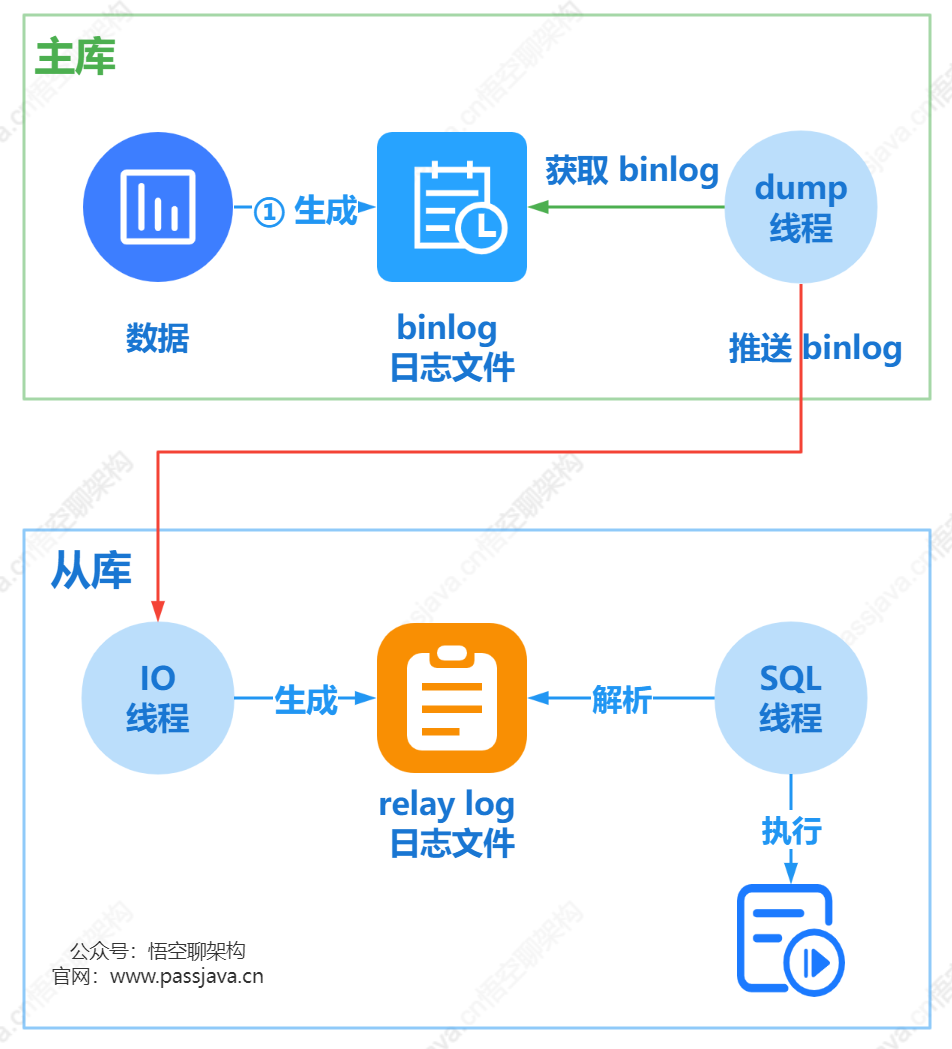 主库
① 生成
获取 binlog
dump
线程
数据
binlog
日志文件
推送 binlog
从库
IO
线程
生成
解析
SQL
线程
relay log
日志文件
执行
公众号：悟空聊架构
官网：www.passjava.cn